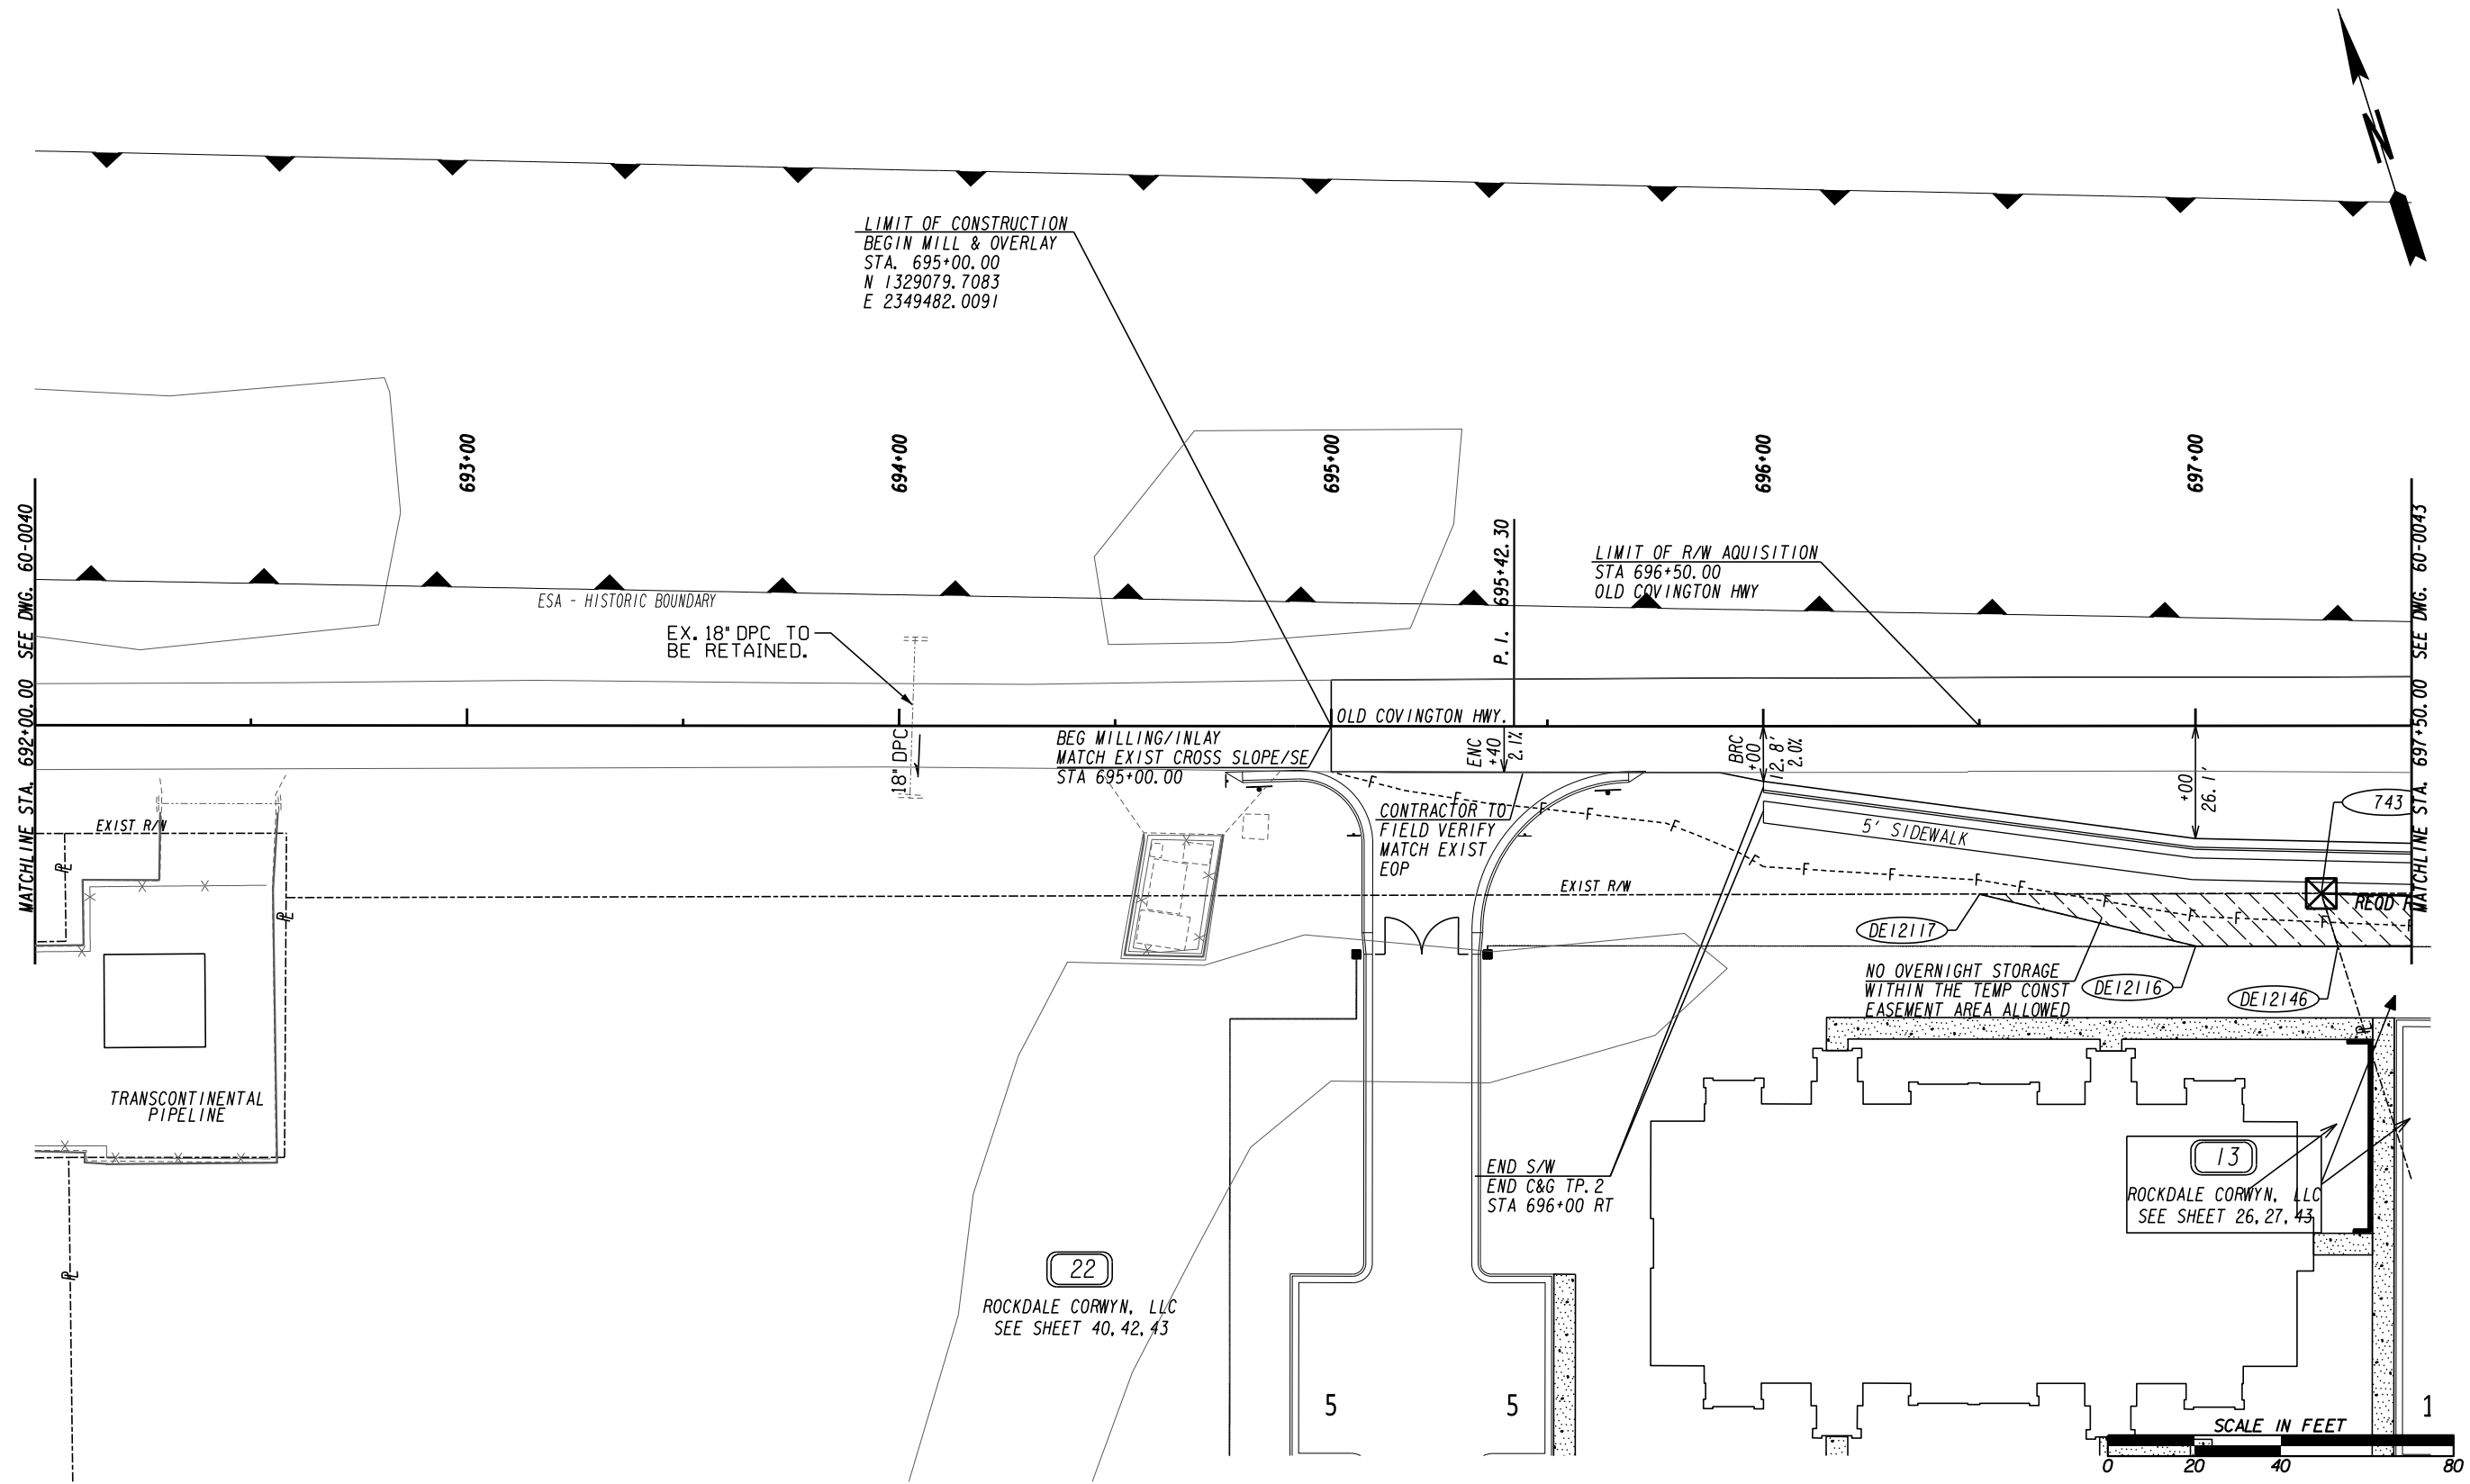 LIMIT OF CONSTRUCTION
BEGIN MILL & OVERLAY
STA. 695+00.00
N 1329079.7083
E 2349482.0091
N
693+00
694+00
695+00
696+00
697+00
MATCHLINE STA. 692+00.00 SEE DWG. 60-0040
MATCHLINE STA. 697+50.00 SEE DWG. 60-0043
P.I. 695+42.30
LIMIT OF R/W AQUISITION
STA 696+50.00
OLD COVINGTON HWY
ESA - HISTORIC BOUNDARY
EX. 18" DPC TO
BE RETAINED.
18" DPC
OLD COVINGTON HWY.
BEG MILLING/INLAY
MATCH EXIST CROSS SLOPE/SE
STA 695+00.00
ENC
+40
2.1%
BRC
+00
12.8'
2.0%
+00
26.1'
743
EXIST R/W
CONTRACTOR TO
FIELD VERIFY
MATCH EXIST
EOP
5' SIDEWALK
EXIST R/W
REQD
DE12117
DE12116
DE12146
NO OVERNIGHT STORAGE
WITHIN THE TEMP CONST
EASEMENT AREA ALLOWED
TRANSCONTINENTAL
PIPELINE
END S/W
END C&G TP.2
STA 696+00 RT
13
ROCKDALE CORWYN, LLC
SEE SHEET 26,27,43
22
ROCKDALE CORWYN, LLC
SEE SHEET 40,42,43
5
5
1
SCALE IN FEET
0 20 40 80